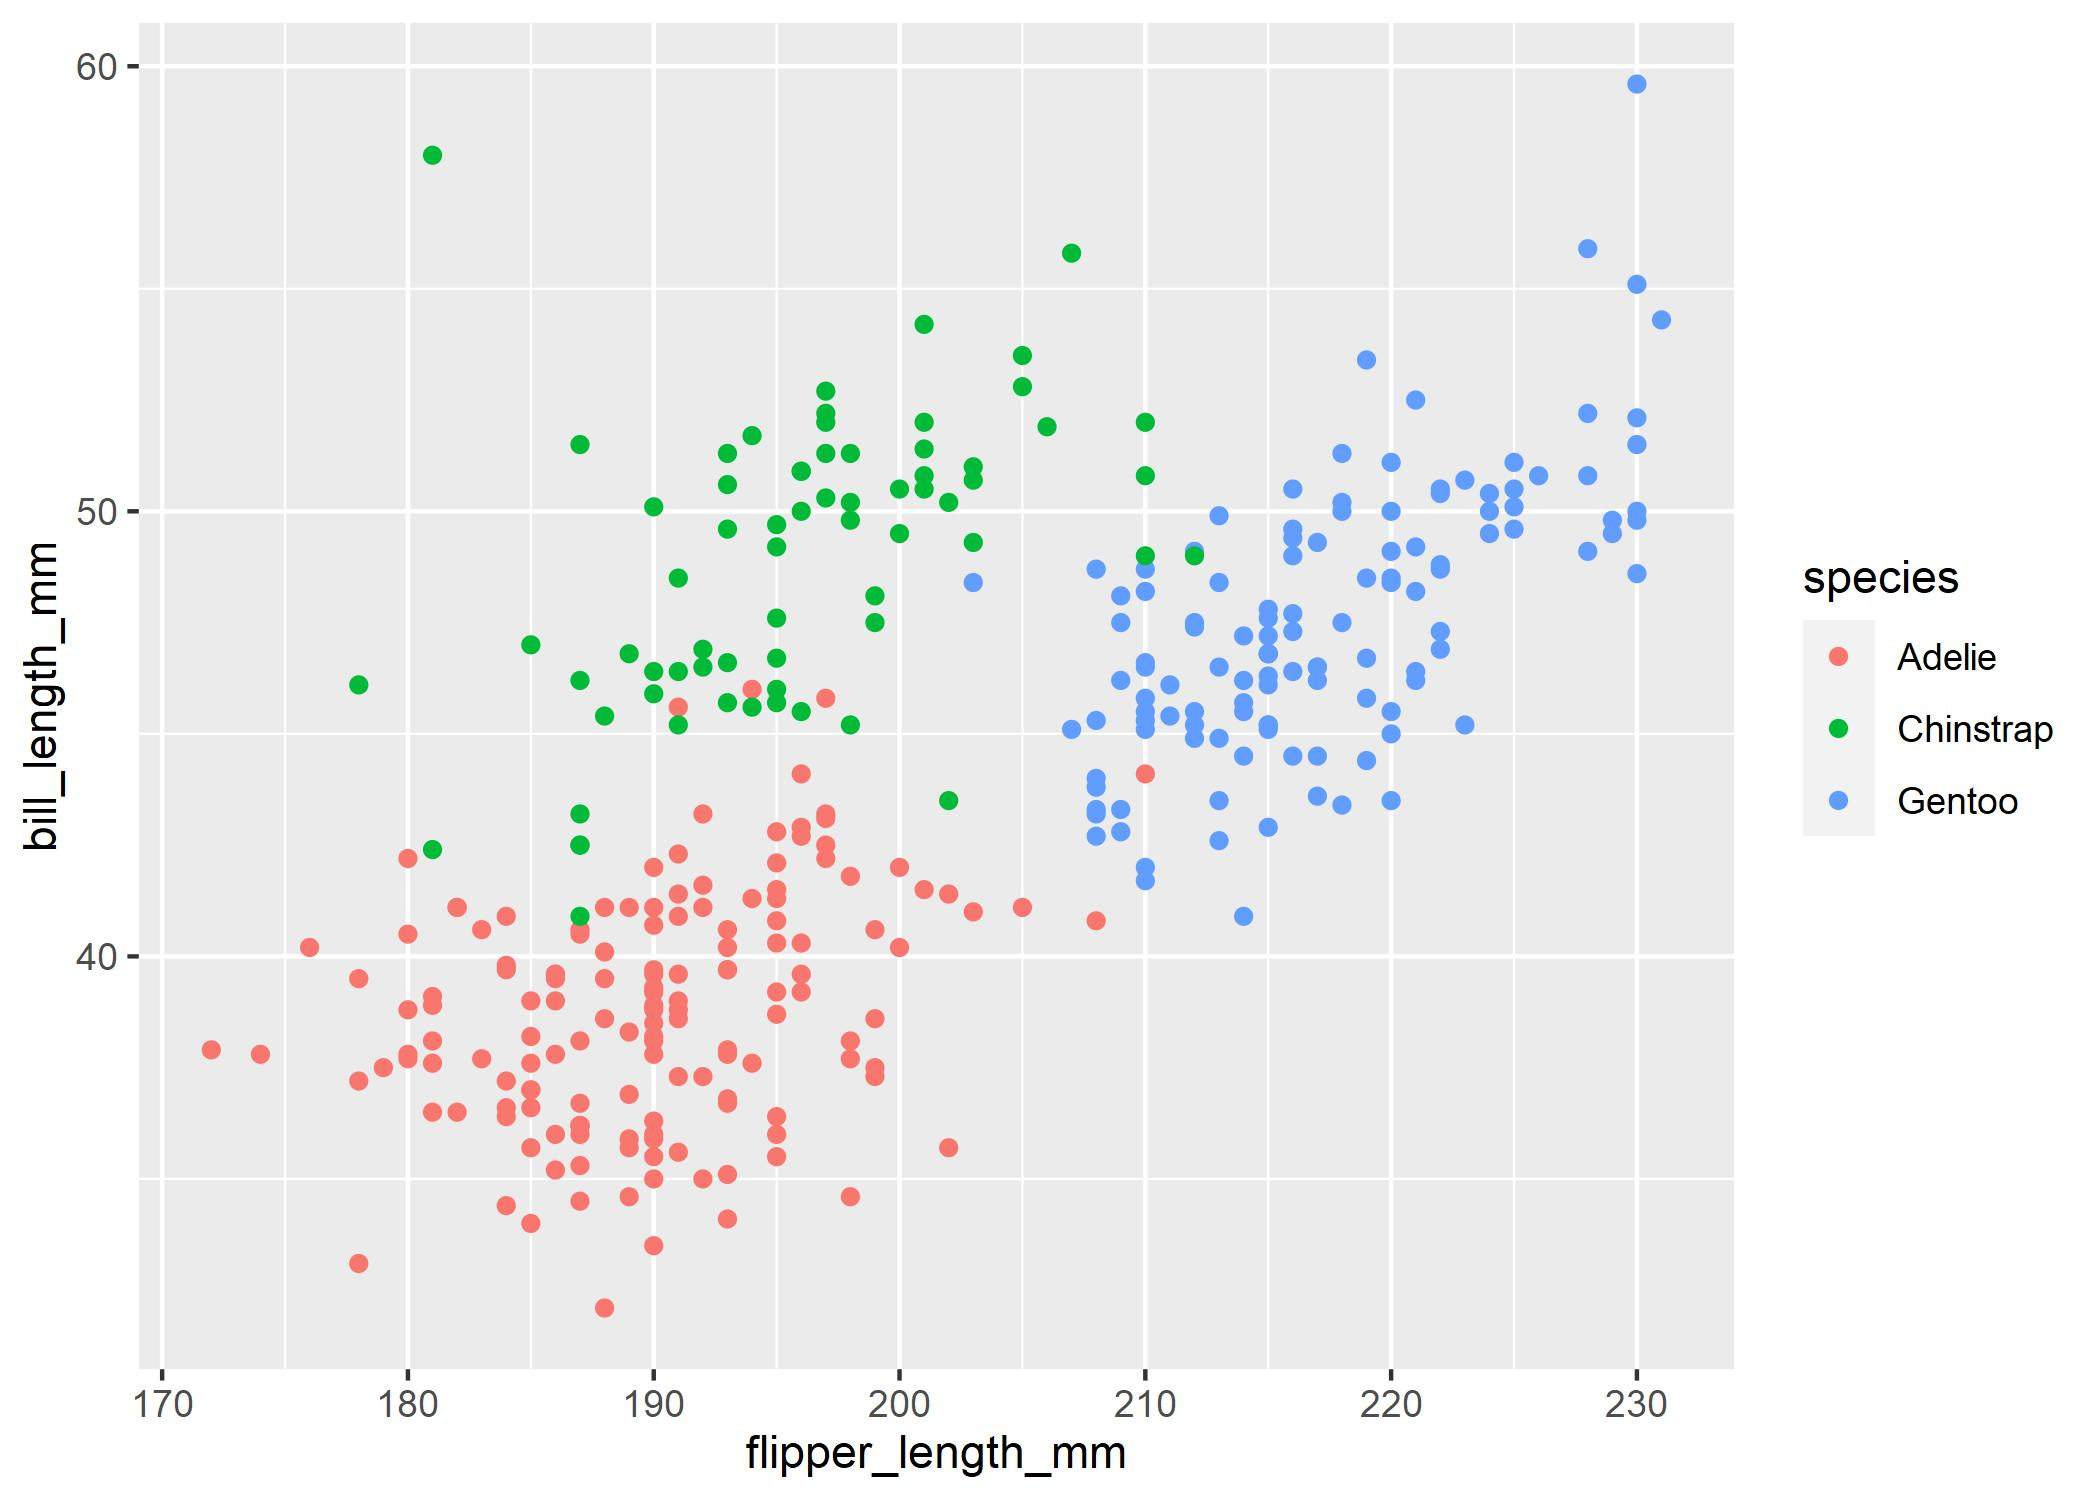 60
50
40
bill_length_mm
170 180 190 200 210 220 230
flipper_length_mm
species
Adelie
Chinstrap
Gentoo